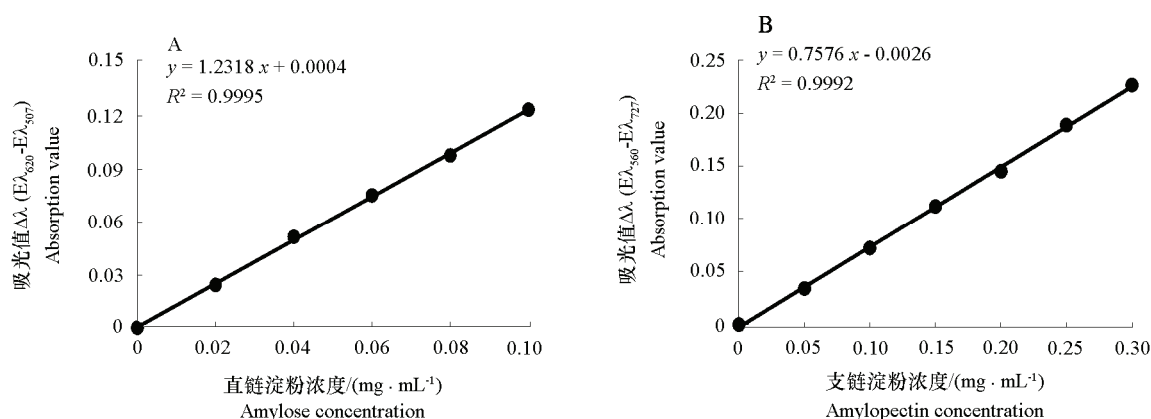 A
y = 1.2318 x + 0.0004
R² = 0.9995
吸光值Δλ (Eλ₆₂₀-Eλ₅₀₇)
Absorption value
0.15
0.12
0.09
0.06
0.03
0
0 0.02 0.04 0.06 0.08 0.10
直链淀粉浓度/(mg · mL⁻¹)
Amylose concentration
B
y = 0.7576 x - 0.0026
R² = 0.9992
吸光值Δλ (Eλ₅₆₀-Eλ₇₂₇)
Absorption value
0.25
0.20
0.15
0.10
0.05
0
0 0.05 0.10 0.15 0.20 0.25 0.30
支链淀粉浓度/(mg · mL⁻¹)
Amylopectin concentration